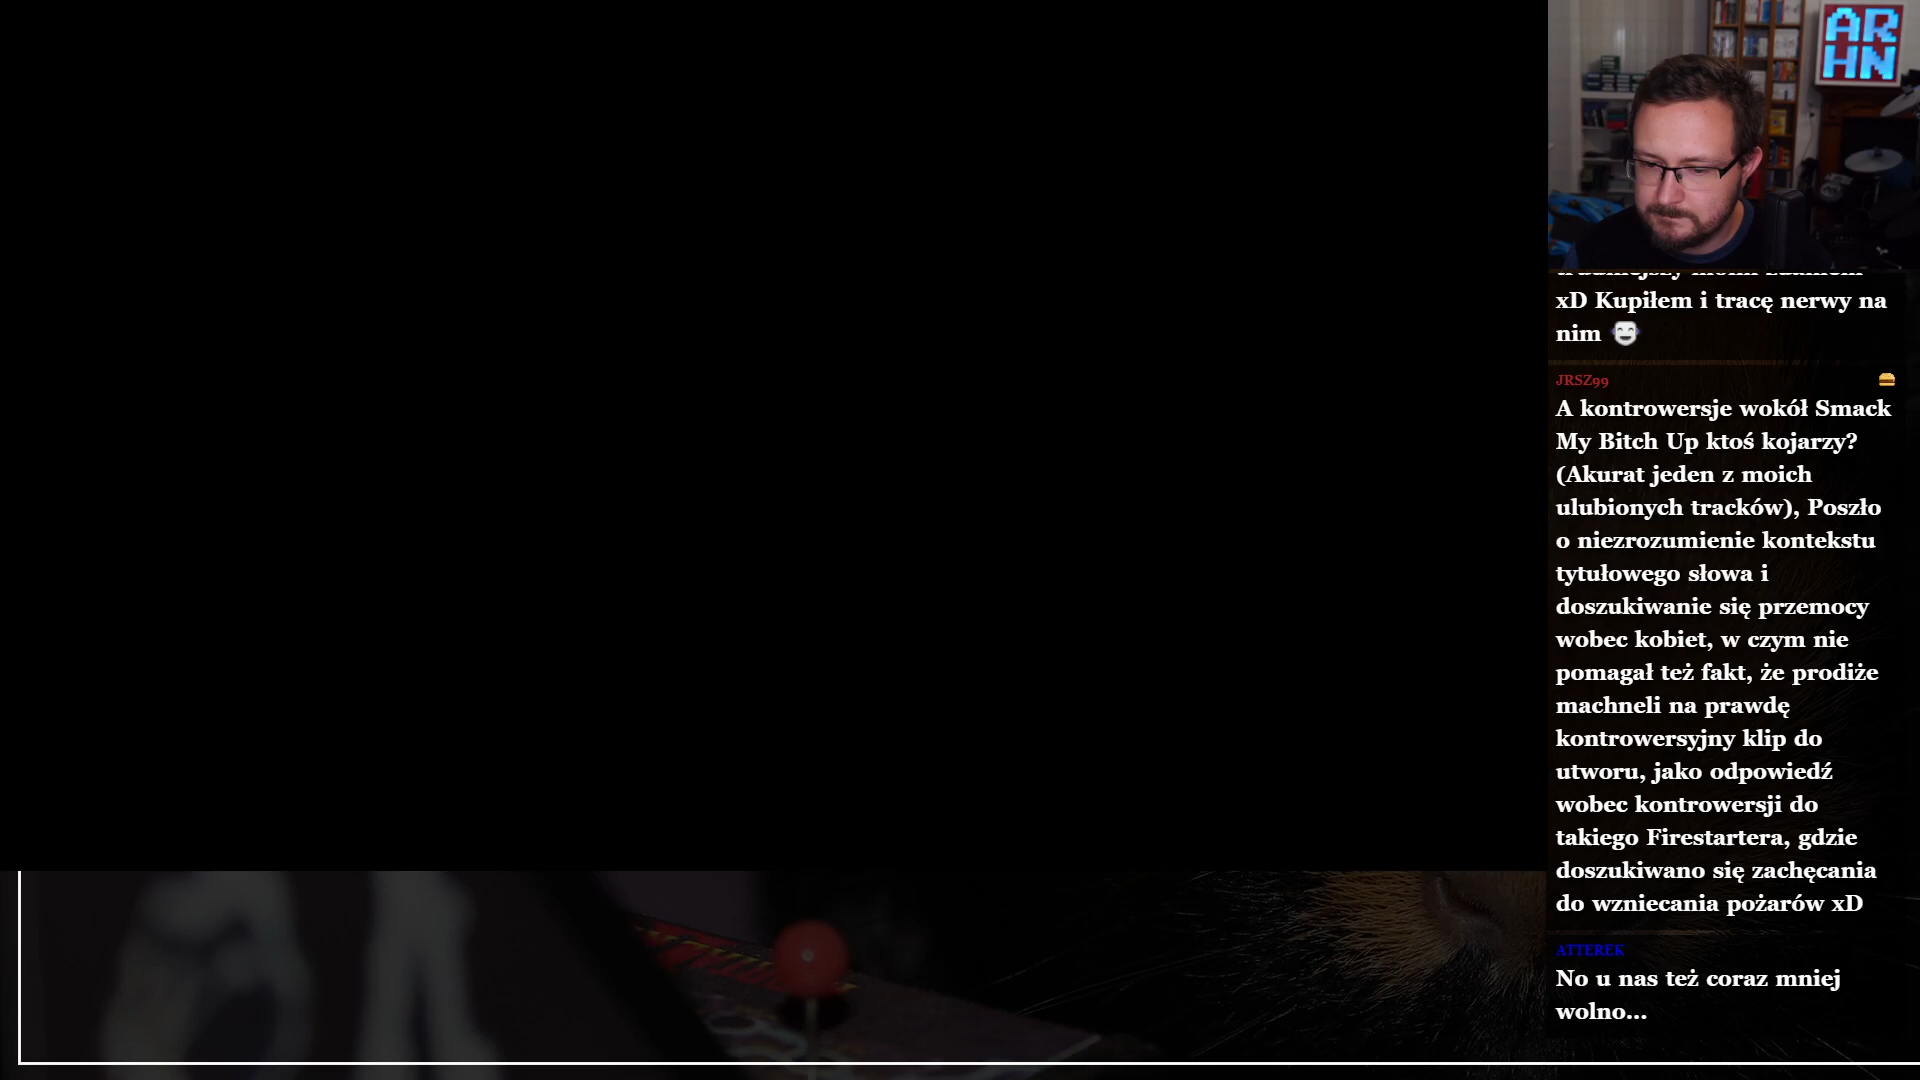 AR
HN
xD Kupiłem i tracę nerwy na
nim
JRSZ99
A kontrowersje wokół Smack
My Bitch Up ktoś kojarzy?
(Akurat jeden z moich
ulubionych tracków), Poszło
o niezrozumienie kontekstu
tytułowego słowa i
doszukiwanie się przemocy
wobec kobiet, w czym nie
pomagał też fakt, że prodiże
machneli na prawdę
kontrowersyjny klip do
utworu, jako odpowiedź
wobec kontrowersji do
takiego Firestartera, gdzie
doszukiwano się zachęcania
do wzniecania pożarów xD
ATTEREK
No u nas też coraz mniej
wolno...